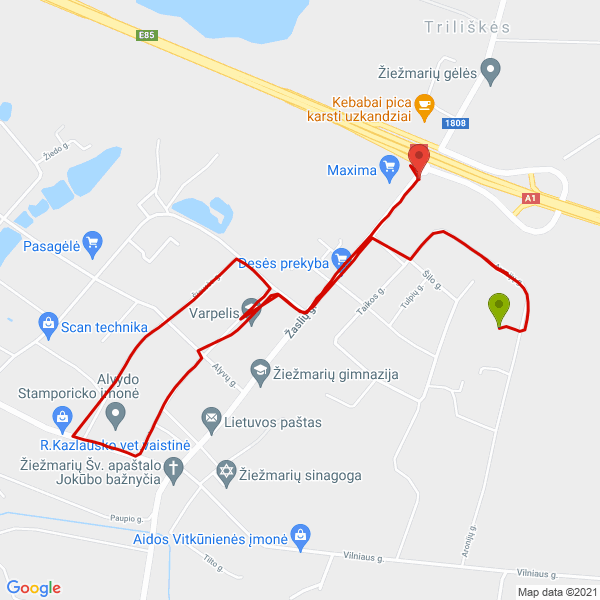 Triliškės
E85
Žiežmarių gėlės
Kebabai pica
karsti uzkandziai
1808
Žiedo g.
Maxima
A1
Pasagėlė
Desės prekyba
Šilo g.
Taikos g.
Tulpių g.
Varpelis
Žaslių g.
Scan technika
Alyvų g.
Žiežmarių gimnazija
Alvydo
Stamporicko įmonė
Lietuvos paštas
R.Kazlausko vet vaistinė
Žiežmarių Šv. apaštalo
Jokūbo bažnyčia
Žiežmarių sinagoga
Paupio g.
Aronijų g.
Aidos Vitkūnienės įmonė
Tilto g.
Vilniaus g.
Vilniaus g.
Google
Map data ©2021